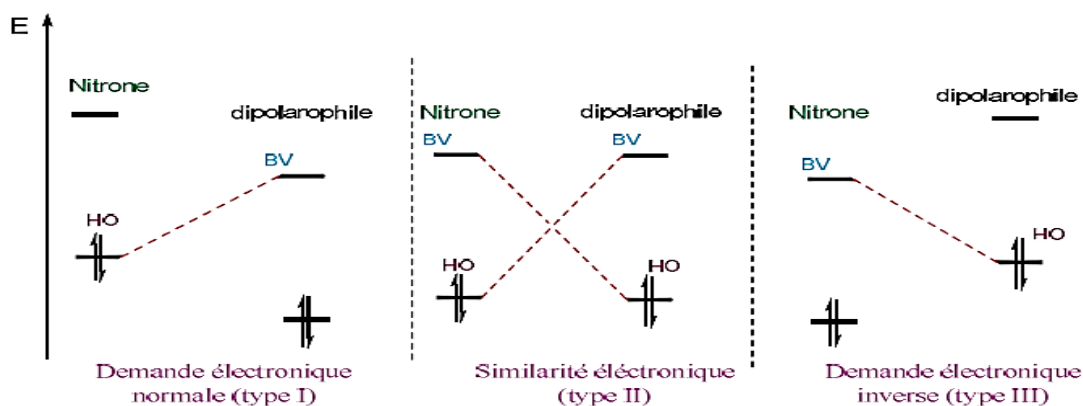 E
Nitrone
dipolarophile
BV
HO
Demande électronique
normale (type I)
Nitrone
dipolarophile
BV
BV
HO
HO
Similarité éléctronique
(type II)
dipolarophile
Nitrone
BV
HO
Demande électronique
inverse (type III)